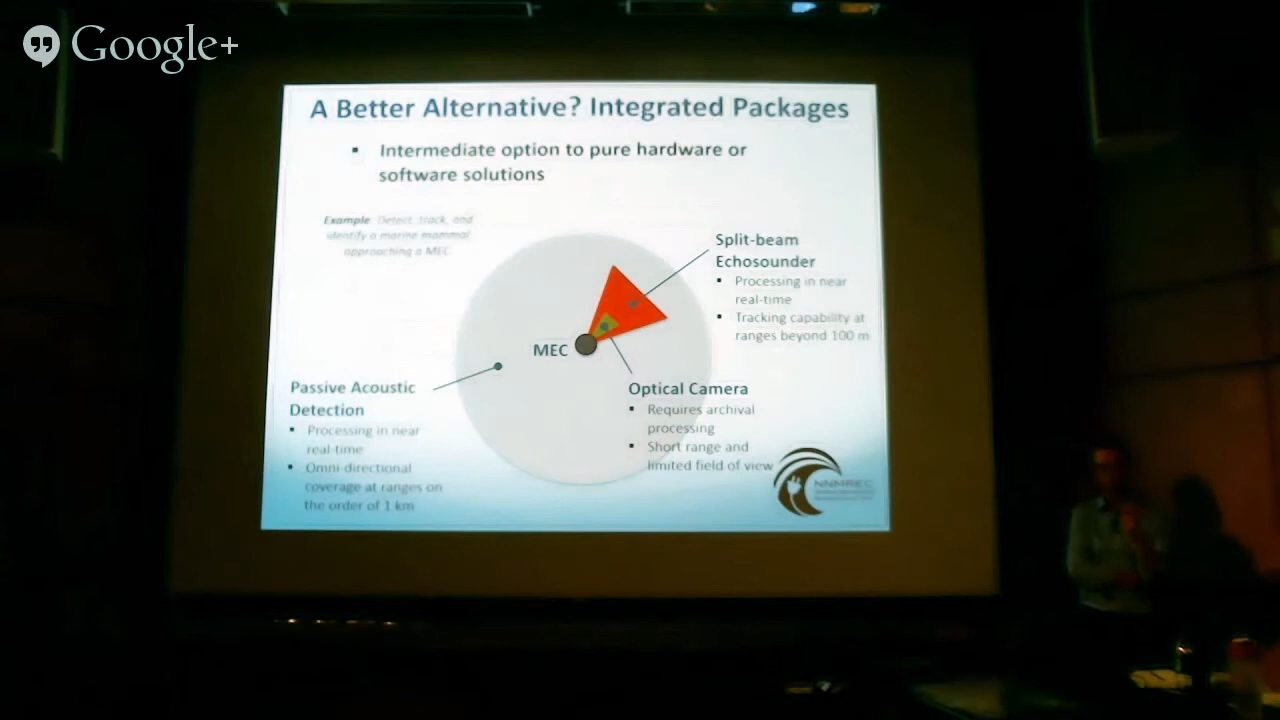 Google+
A Better Alternative? Integrated Packages
▪ Intermediate option to pure hardware or
software solutions
Example: Detect, track, and
identify a marine mammal
approaching a MEC
Split-beam
Echosounder
▪ Processing in near
real-time
▪ Tracking capability at
ranges beyond 100 m
MEC
Passive Acoustic
Detection
▪ Processing in near
real-time
▪ Omni-directional
coverage at ranges on
the order of 1 km
Optical Camera
▪ Requires archival
processing
▪ Short range and
limited field of view
NNMREC